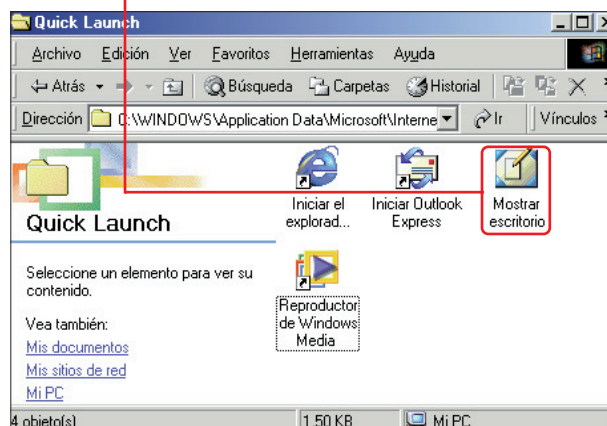 Quick Launch
Archivo Edición Ver Favoritos Herramientas Ayuda
Atrás Búsqueda Carpetas Historial
Dirección C:\WINDOWS\Application Data\Microsoft\Interne Ir Vínculos
Quick Launch
Seleccione un elemento para ver su
contenido.
Vea también:
Mis documentos
Mis sitios de red
Mi PC
Iniciar el
explorad...
Iniciar Outlook
Express
Mostrar
escritorio
Reproductor
de Windows
Media
4 objeto(s) 1,50 KB Mi PC